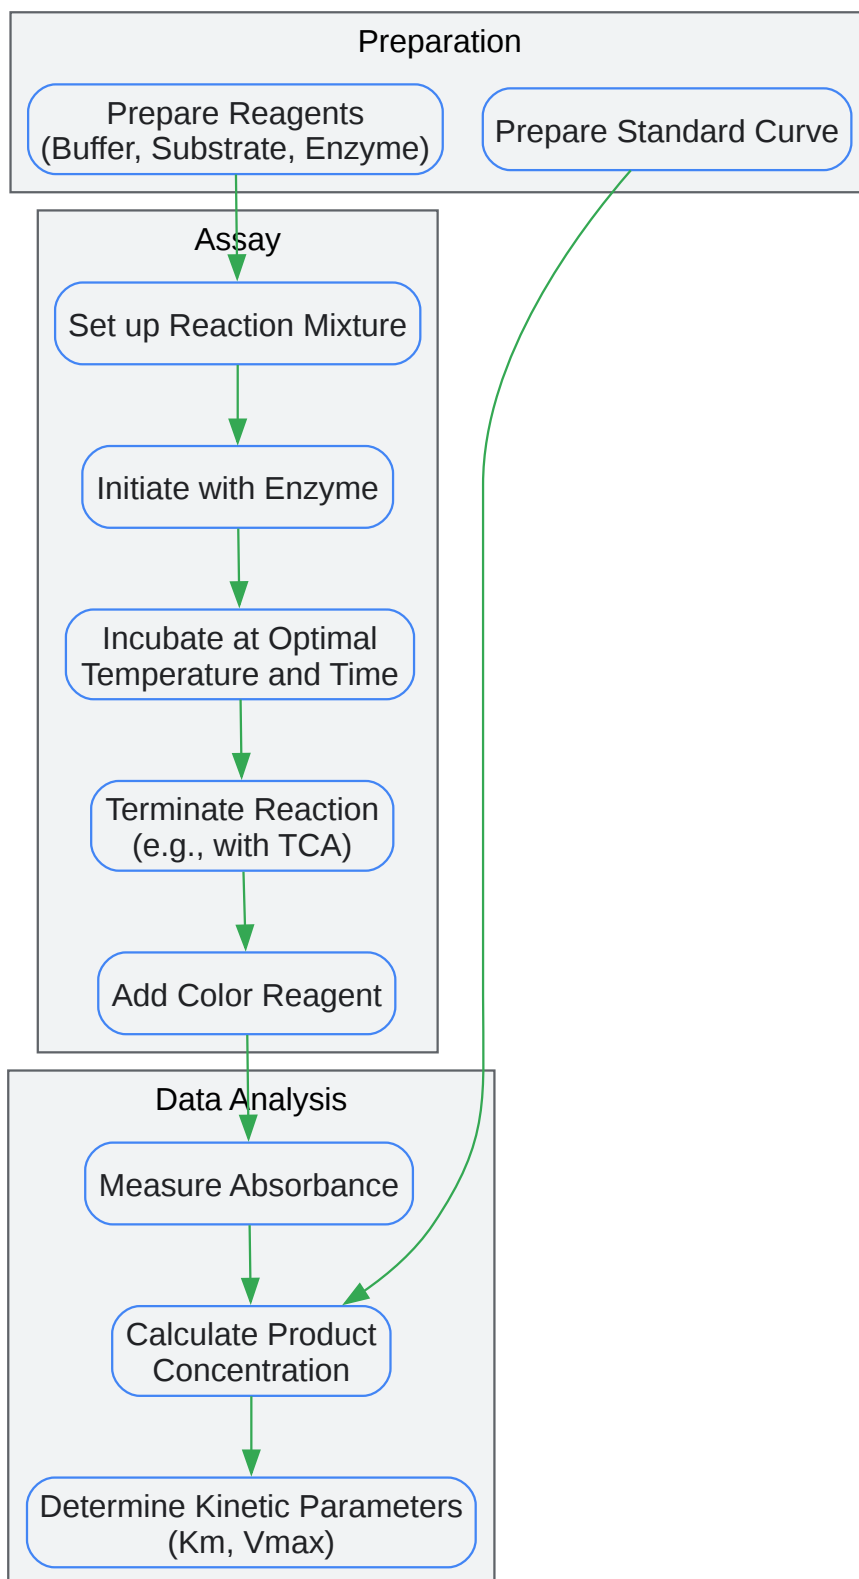 Preparation
Prepare Reagents
(Buffer, Substrate, Enzyme)
Prepare Standard Curve
Assay
Set up Reaction Mixture
Initiate with Enzyme
Incubate at Optimal
Temperature and Time
Terminate Reaction
(e.g., with TCA)
Add Color Reagent
Data Analysis
Measure Absorbance
Calculate Product
Concentration
Determine Kinetic Parameters
(Km, Vmax)